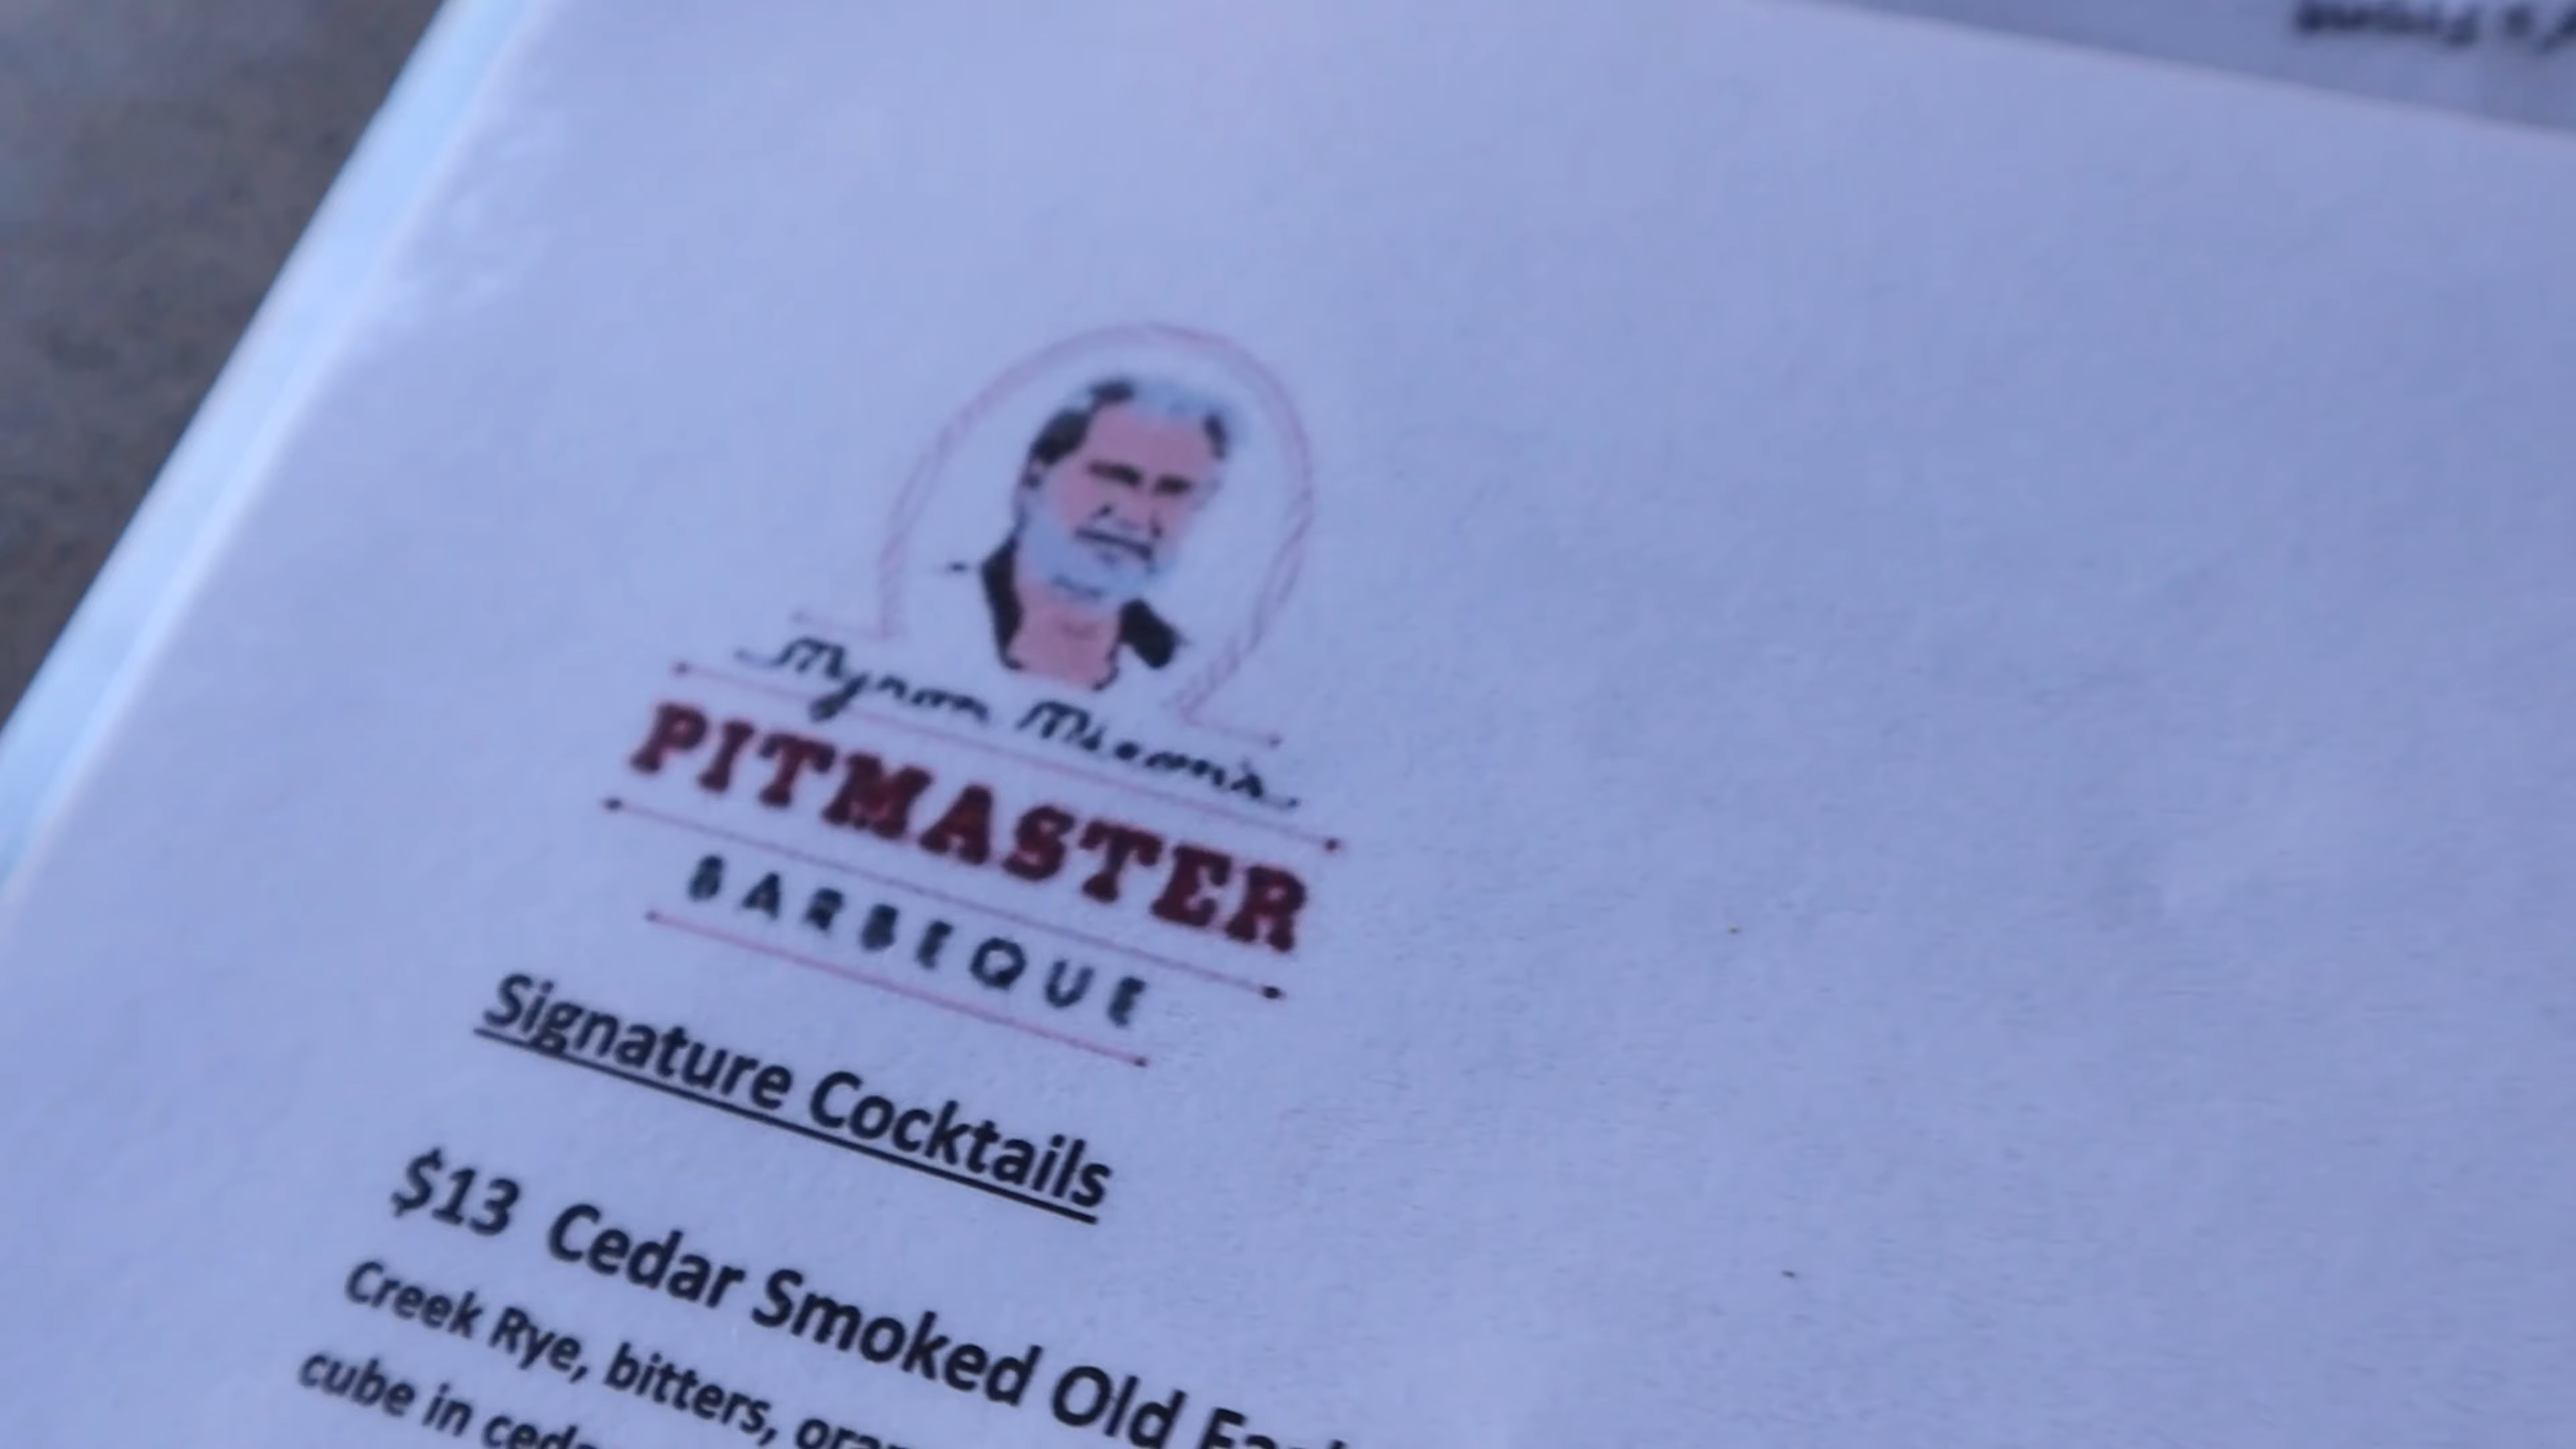 Myron Mixon's
PITMASTER
BARBEQUE
Signature Cocktails
$13 Cedar Smoked Old
Creek Rye, bitters,
cube in